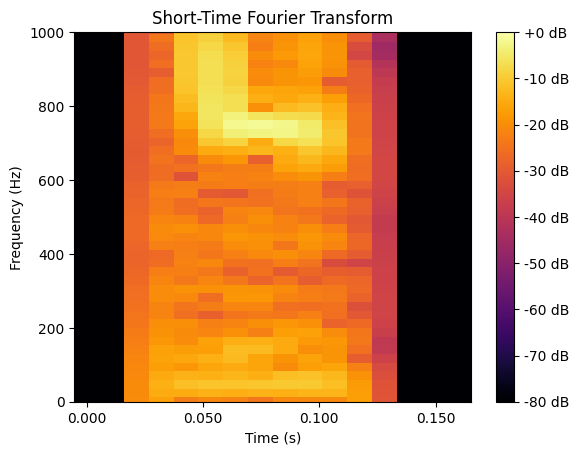 Short-Time Fourier Transform
1000
800
600
400
200
0
Frequency (Hz)
0.000
0.050
0.100
0.150
Time (s)
+0 dB
-10 dB
-20 dB
-30 dB
-40 dB
-50 dB
-60 dB
-70 dB
-80 dB